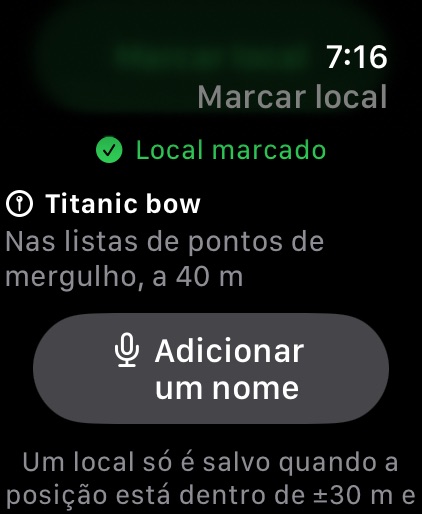 7:16
Marcar local
Local marcado
Titanic bow
Nas listas de pontos de
mergulho, a 40 m
Adicionar
um nome
Um local só é salvo quando a
posição está dentro de ±30 m e